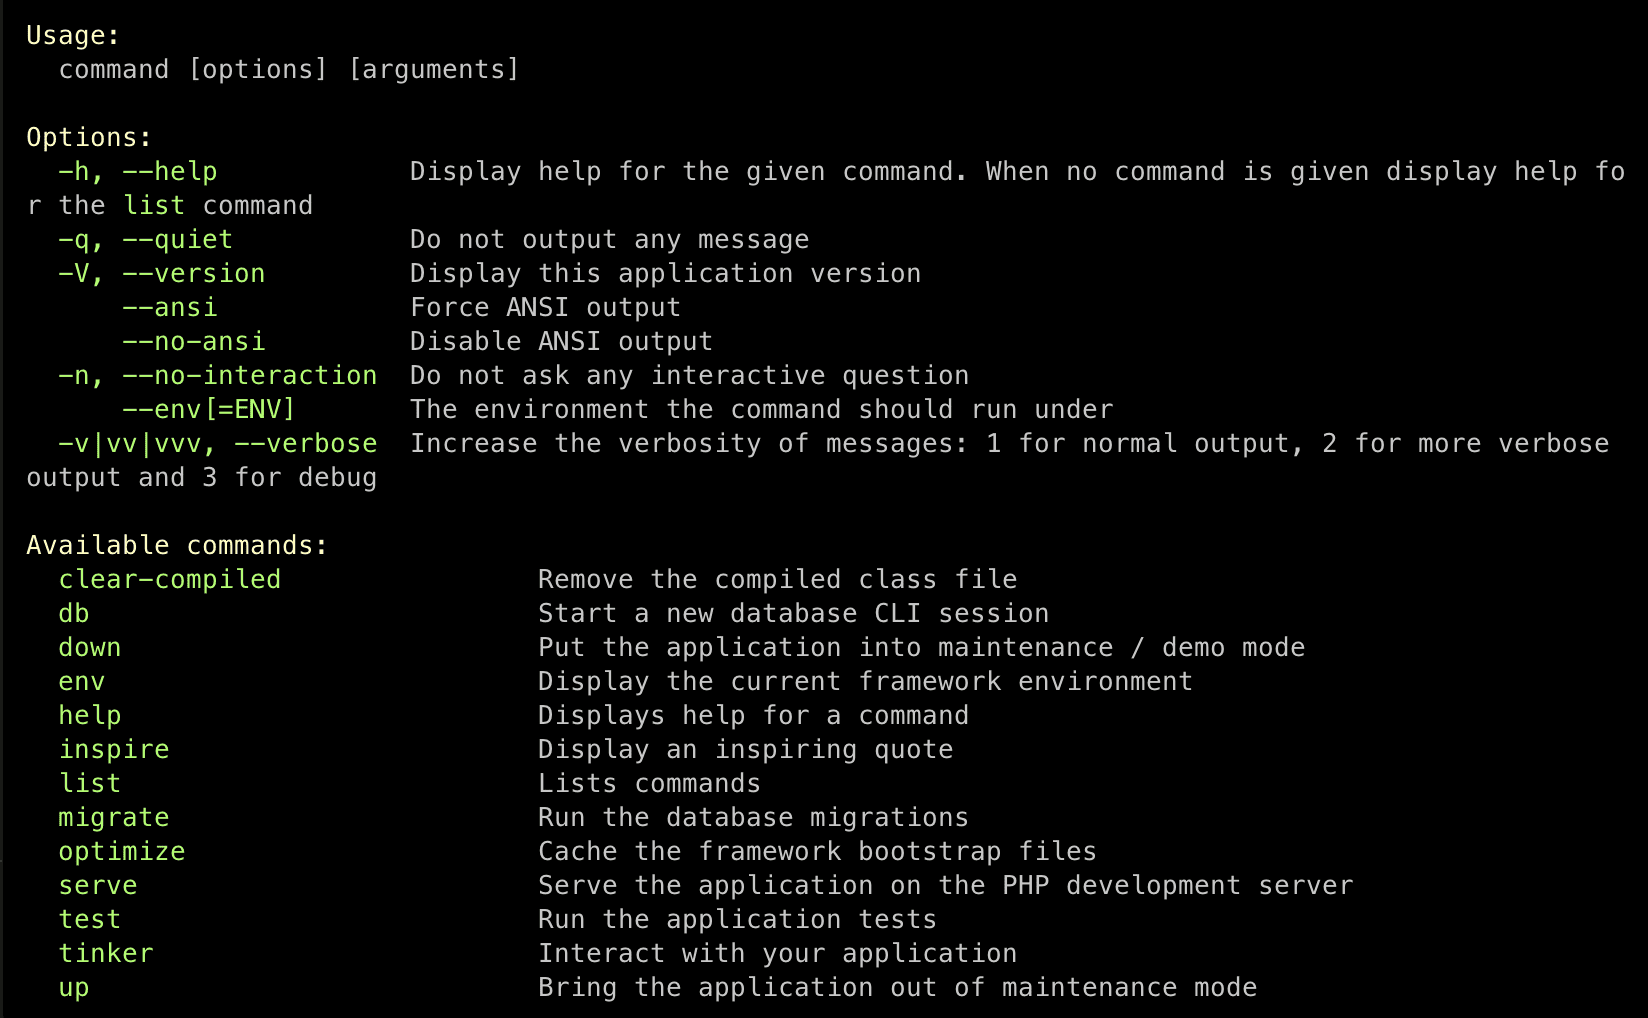 Usage:
  command [options] [arguments]

Options:
  -h, --help            Display help for the given command. When no command is given display help fo
r the list command
  -q, --quiet           Do not output any message
  -V, --version         Display this application version
      --ansi            Force ANSI output
      --no-ansi         Disable ANSI output
  -n, --no-interaction  Do not ask any interactive question
      --env[=ENV]       The environment the command should run under
  -v|vv|vvv, --verbose  Increase the verbosity of messages: 1 for normal output, 2 for more verbose
output and 3 for debug

Available commands:
  clear-compiled                Remove the compiled class file
  db                            Start a new database CLI session
  down                          Put the application into maintenance / demo mode
  env                           Display the current framework environment
  help                          Displays help for a command
  inspire                       Display an inspiring quote
  list                          Lists commands
  migrate                       Run the database migrations
  optimize                      Cache the framework bootstrap files
  serve                         Serve the application on the PHP development server
  test                          Run the application tests
  tinker                        Interact with your application
  up                            Bring the application out of maintenance mode